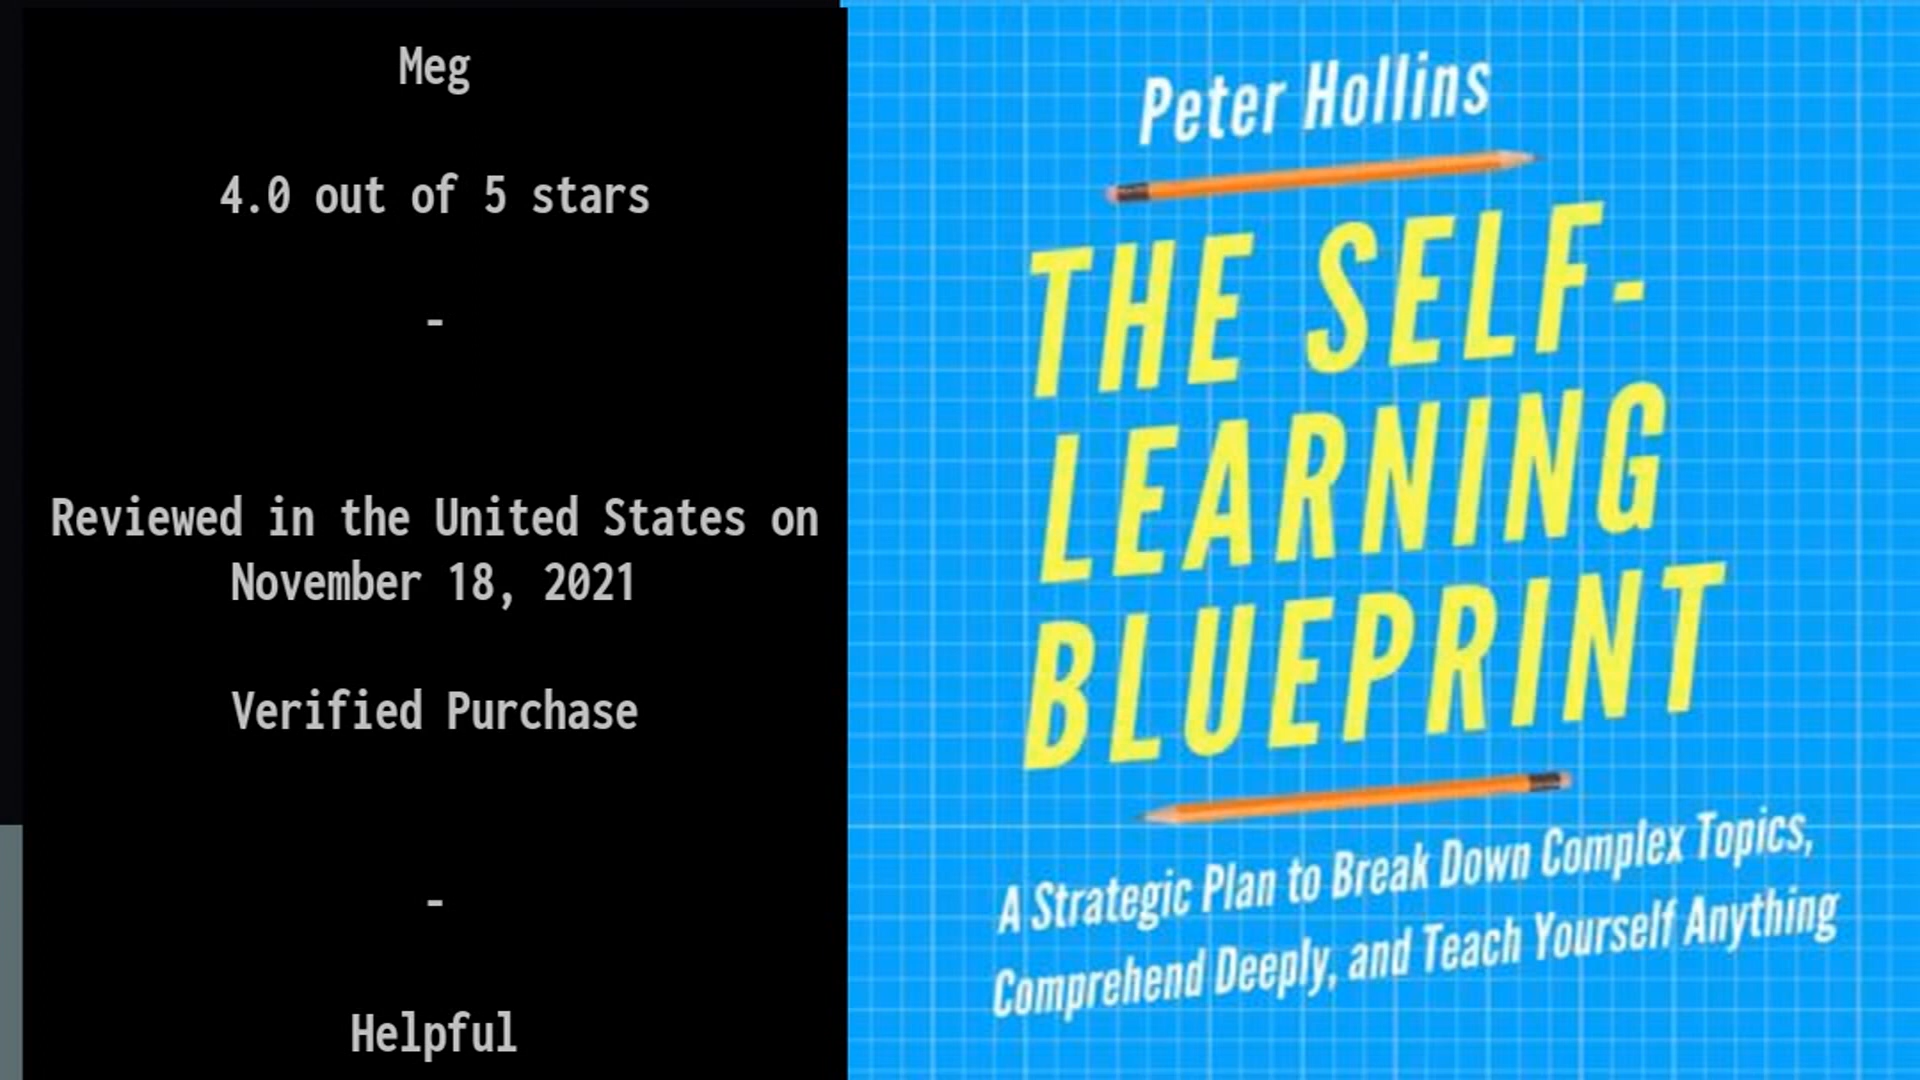 Meg
4.0 out of 5 stars
-
Reviewed in the United States on
November 18, 2021
Verified Purchase
-
Helpful
Peter Hollins
THE SELF-
LEARNING
BLUEPRINT
A Strategic Plan to Break Down Complex Topics,
Comprehend Deeply, and Teach Yourself Anything